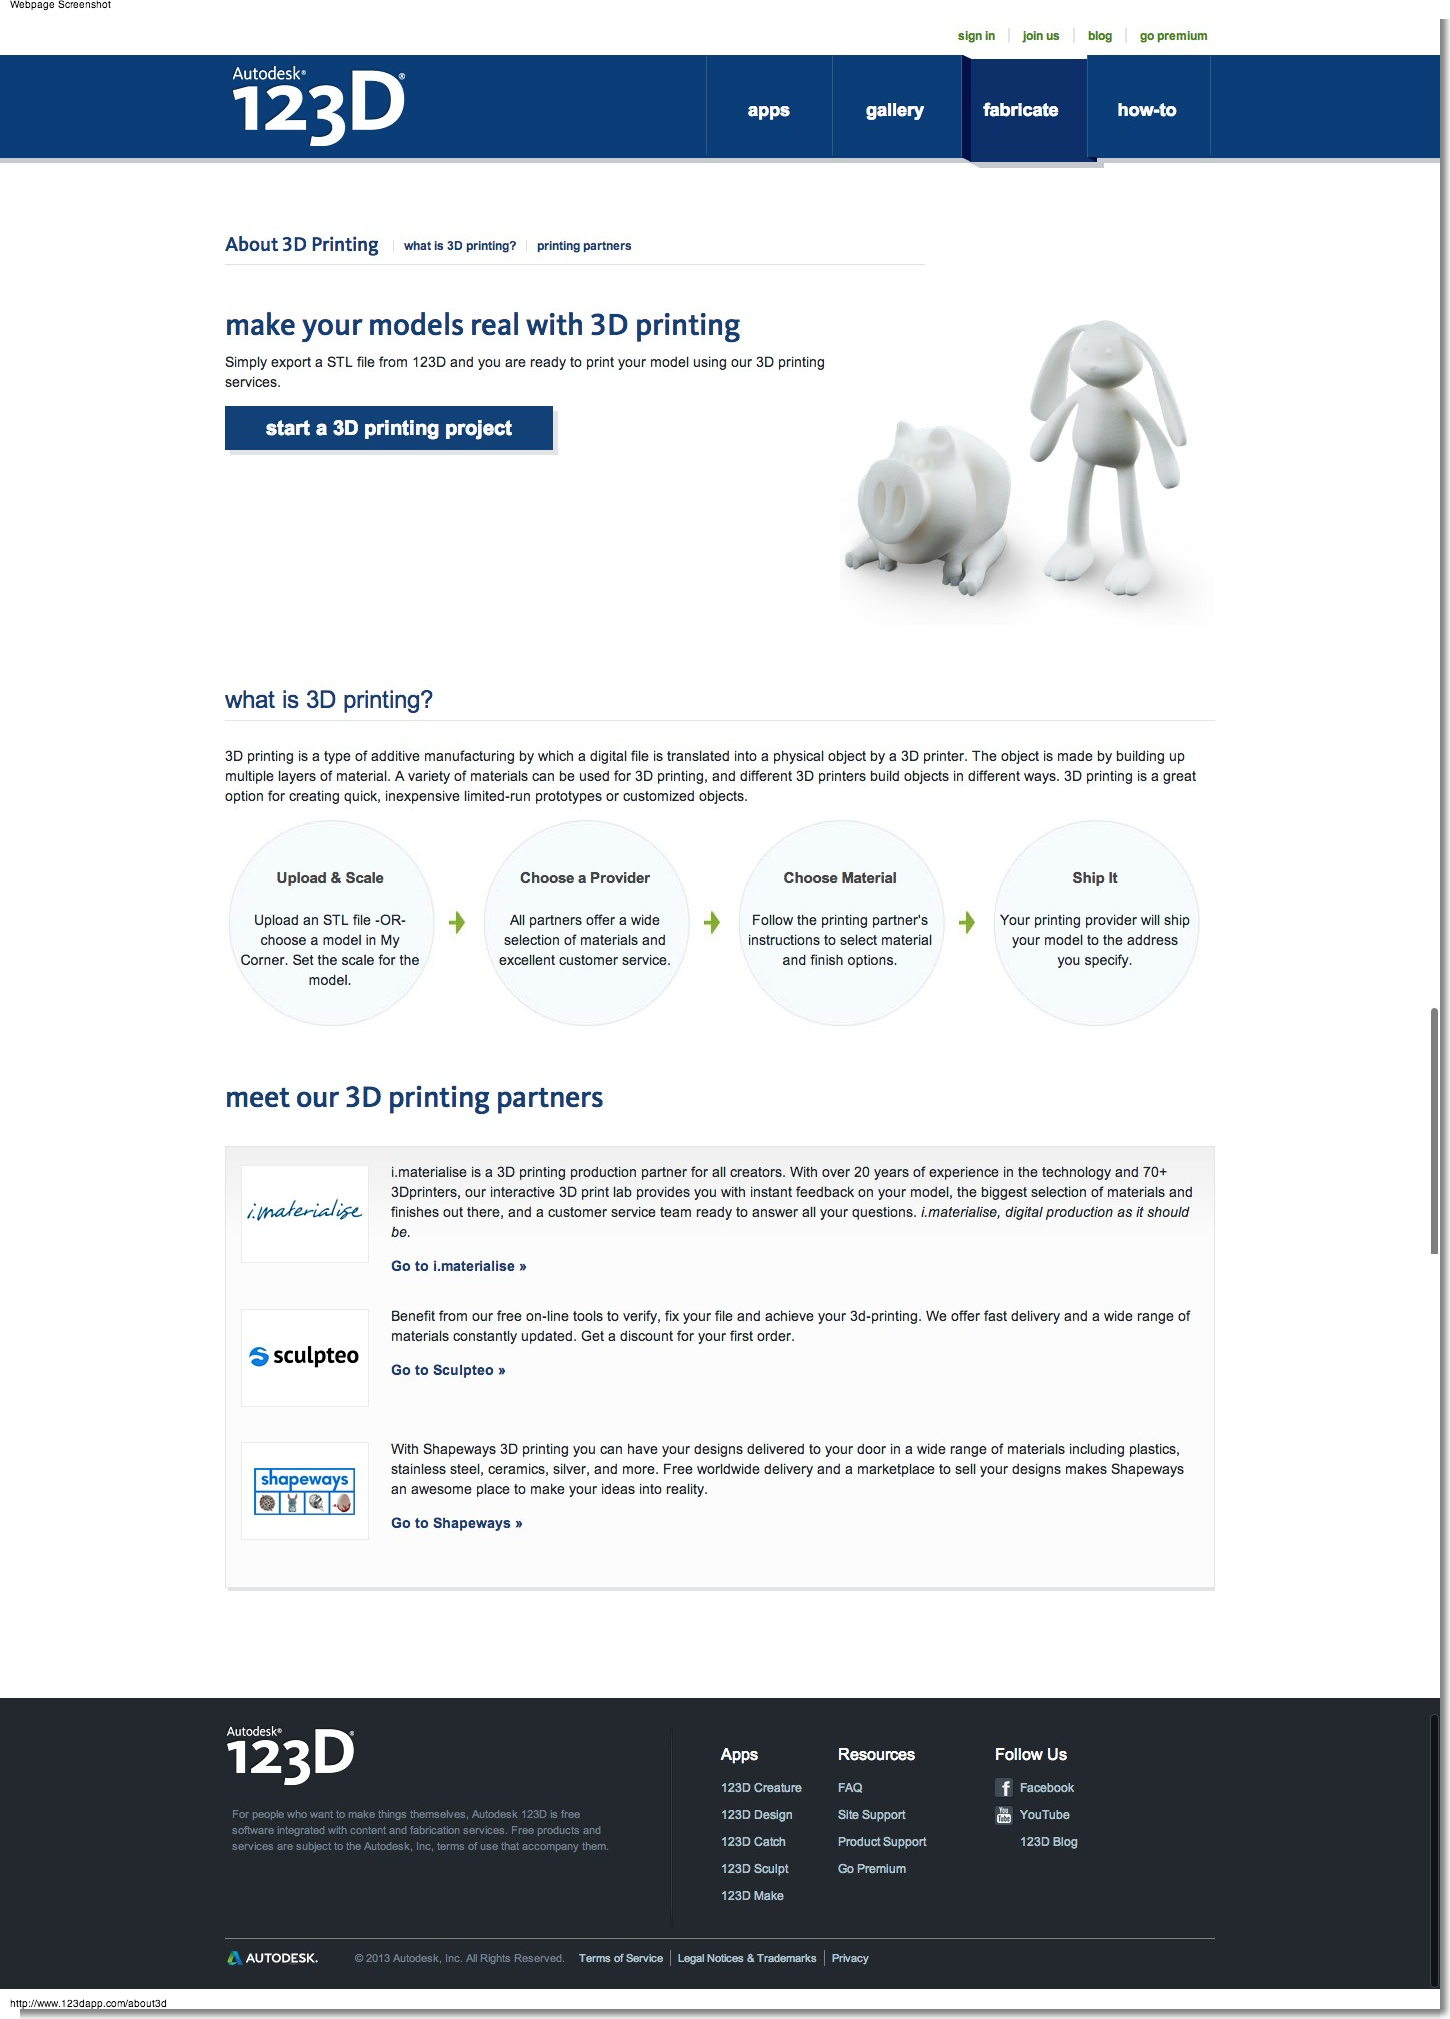 Webpage Screenshot
sign in
join us
blog
go premium
Autodesk®
123D®
apps
gallery
fabricate
how-to
About 3D Printing
what is 3D printing?
printing partners
make your models real with 3D printing
Simply export a STL file from 123D and you are ready to print your model using our 3D printing
services.
start a 3D printing project
what is 3D printing?
3D printing is a type of additive manufacturing by which a digital file is translated into a physical object by a 3D printer. The object is made by building up
multiple layers of material. A variety of materials can be used for 3D printing, and different 3D printers build objects in different ways. 3D printing is a great
option for creating quick, inexpensive limited-run prototypes or customized objects.
Upload & Scale
Upload an STL file -OR-
choose a model in My
Corner. Set the scale for the
model.
Choose a Provider
All partners offer a wide
selection of materials and
excellent customer service.
Choose Material
Follow the printing partner's
instructions to select material
and finish options.
Ship It
Your printing provider will ship
your model to the address
you specify.
meet our 3D printing partners
i.materialise
i.materialise is a 3D printing production partner for all creators. With over 20 years of experience in the technology and 70+
3Dprinters, our interactive 3D print lab provides you with instant feedback on your model, the biggest selection of materials and
finishes out there, and a customer service team ready to answer all your questions. i.materialise, digital production as it should
be.
Go to i.materialise »
sculpteo
Benefit from our free on-line tools to verify, fix your file and achieve your 3d-printing. We offer fast delivery and a wide range of
materials constantly updated. Get a discount for your first order.
Go to Sculpteo »
shapeways
With Shapeways 3D printing you can have your designs delivered to your door in a wide range of materials including plastics,
stainless steel, ceramics, silver, and more. Free worldwide delivery and a marketplace to sell your designs makes Shapeways
an awesome place to make your ideas into reality.
Go to Shapeways »
Autodesk®
123D®
For people who want to make things themselves, Autodesk 123D is free
software integrated with content and fabrication services. Free products and
services are subject to the Autodesk, Inc, terms of use that accompany them.
Apps
123D Creature
123D Design
123D Catch
123D Sculpt
123D Make
Resources
FAQ
Site Support
Product Support
Go Premium
Follow Us
f Facebook
You Tube YouTube
123D Blog
AUTODESK.
© 2013 Autodesk, Inc. All Rights Reserved.
Terms of Service
Legal Notices & Trademarks
Privacy
http://www.123dapp.com/about3d